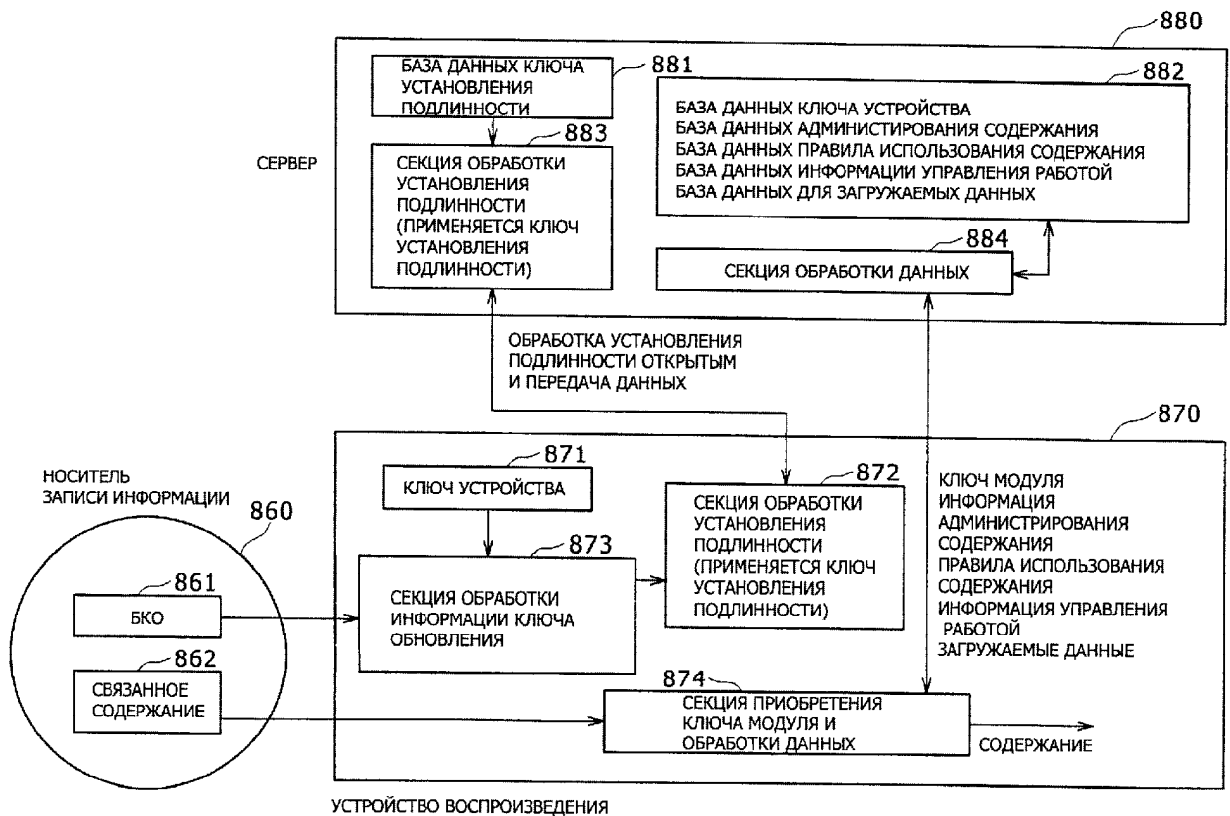 880
СЕРВЕР
БАЗА ДАННЫХ КЛЮЧА
УСТАНОВЛЕНИЯ
ПОДЛИННОСТИ
881
882
БАЗА ДАННЫХ КЛЮЧА УСТРОЙСТВА
БАЗА ДАННЫХ АДМИНИСТИРОВАНИЯ СОДЕРЖАНИЯ
БАЗА ДАННЫХ ПРАВИЛА ИСПОЛЬЗОВАНИЯ СОДЕРЖАНИЯ
БАЗА ДАННЫХ ИНФОРМАЦИИ УПРАВЛЕНИЯ РАБОТОЙ
БАЗА ДАННЫХ ДЛЯ ЗАГРУЖАЕМЫХ ДАННЫХ
883
СЕКЦИЯ ОБРАБОТКИ
УСТАНОВЛЕНИЯ
ПОДЛИННОСТИ
(ПРИМЕНЯЕТСЯ КЛЮЧ
УСТАНОВЛЕНИЯ
ПОДЛИННОСТИ)
884
СЕКЦИЯ ОБРАБОТКИ ДАННЫХ
ОБРАБОТКА УСТАНОВЛЕНИЯ
ПОДЛИННОСТИ ОТКРЫТЫМ
И ПЕРЕДАЧА ДАННЫХ
870
НОСИТЕЛЬ
ЗАПИСИ ИНФОРМАЦИИ
860
861
БКО
862
СВЯЗАННОЕ
СОДЕРЖАНИЕ
871
КЛЮЧ УСТРОЙСТВА
873
СЕКЦИЯ ОБРАБОТКИ
ИНФОРМАЦИИ КЛЮЧА
ОБНОВЛЕНИЯ
872
СЕКЦИЯ ОБРАБОТКИ
УСТАНОВЛЕНИЯ
ПОДЛИННОСТИ
(ПРИМЕНЯЕТСЯ КЛЮЧ
УСТАНОВЛЕНИЯ
ПОДЛИННОСТИ)
КЛЮЧ МОДУЛЯ
ИНФОРМАЦИЯ
АДМИНИСТРИРОВАНИЯ
СОДЕРЖАНИЯ
ПРАВИЛА ИСПОЛЬЗОВАНИЯ
СОДЕРЖАНИЯ
ИНФОРМАЦИЯ УПРАВЛЕНИЯ
РАБОТОЙ
ЗАГРУЖАЕМЫЕ ДАННЫЕ
874
СЕКЦИЯ ПРИОБРЕТЕНИЯ
КЛЮЧА МОДУЛЯ И
ОБРАБОТКИ ДАННЫХ
СОДЕРЖАНИЕ
УСТРОЙСТВО ВОСПРОИЗВЕДЕНИЯ